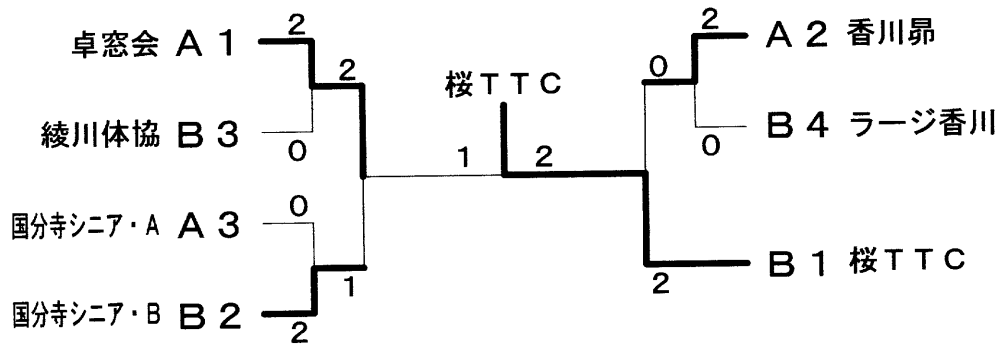 卓窓会 A1 2
2
綾川体協 B3 0
国分寺シニア・A A3 0
1
国分寺シニア・B B2 2
桜TTC
1 2
2 A2 香川昴
0
0 B4 ラージ香川
2 B1 桜TTC